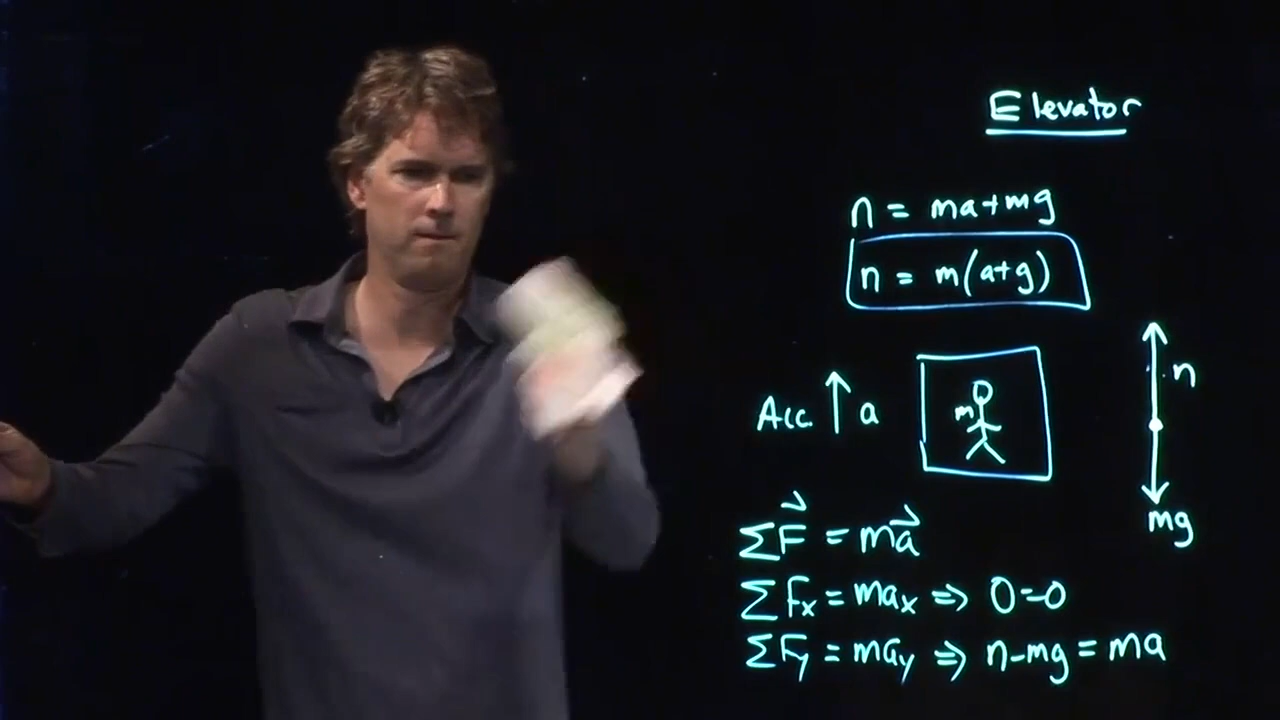 Elevator
n = ma+mg
n = m(a+g)
Acc. ↑ a
m
n
mg
ΣF⃗ = ma⃗
ΣFx = max ⇒ 0=0
ΣFy = may ⇒ n-mg = ma